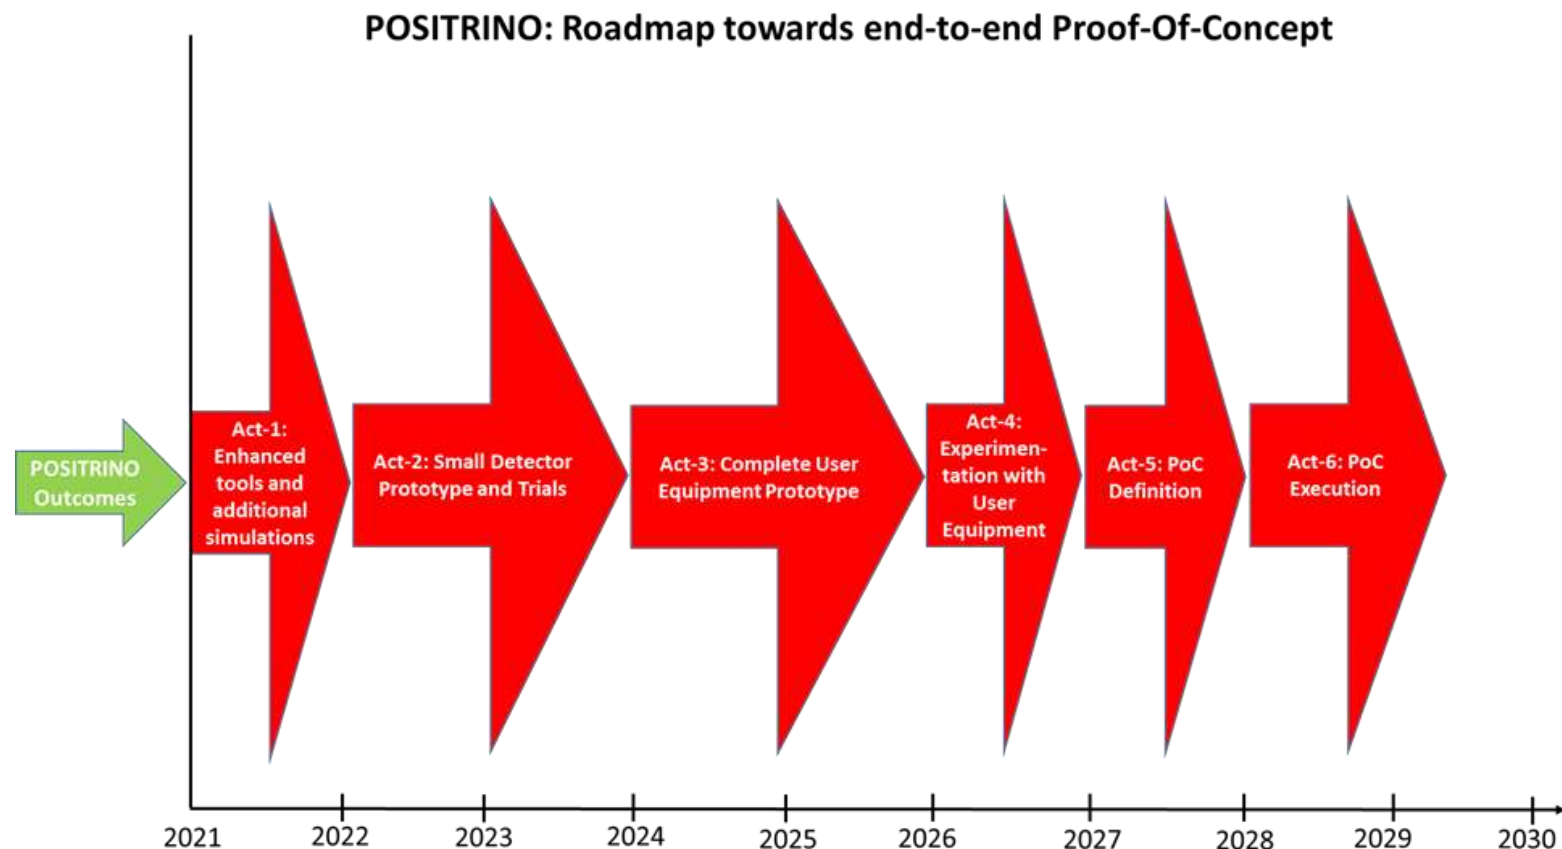 POSITRINO: Roadmap towards end-to-end Proof-Of-Concept
POSITRINO
Outcomes
Act-1:
Enhanced
tools and
additional
simulations
Act-2: Small Detector
Prototype and Trials
Act-3: Complete User
Equipment Prototype
Act-4:
Experimen-
tation with
User
Equipment
Act-5: PoC
Definition
Act-6: PoC
Execution
2021 2022 2023 2024 2025 2026 2027 2028 2029 2030